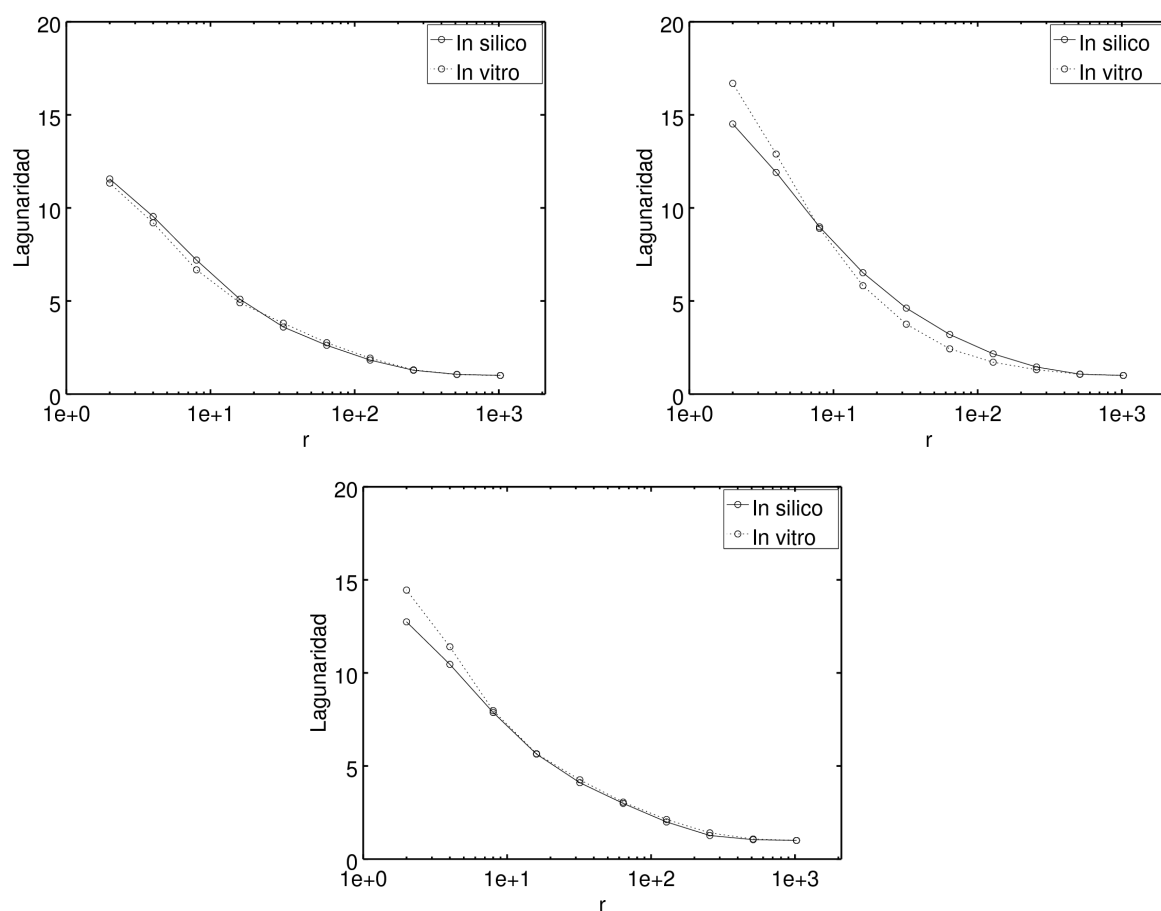 20
15
10
5
0
Lagunaridad
1e+0
1e+1
1e+2
1e+3
r
In silico
In vitro
20
15
10
5
0
Lagunaridad
1e+0
1e+1
1e+2
1e+3
r
In silico
In vitro
20
15
10
5
0
Lagunaridad
1e+0
1e+1
1e+2
1e+3
r
In silico
In vitro